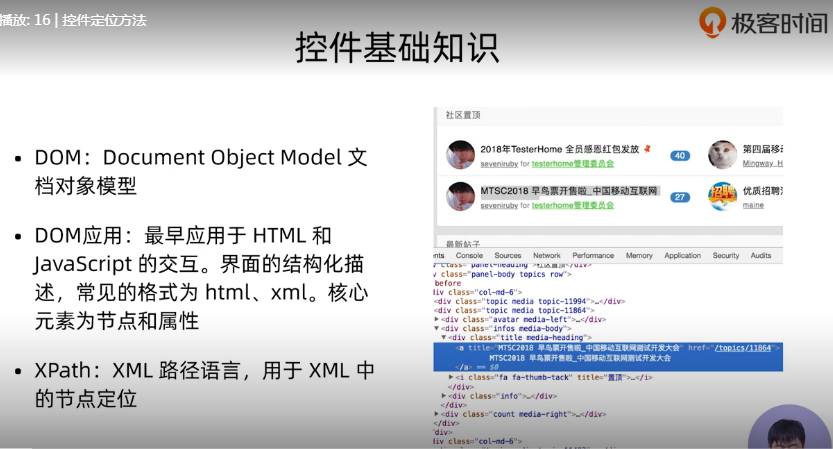 播放: 16 | 控件定位方法
极客时间
控件基础知识
• DOM：Document Object Model 文
档对象模型
• DOM应用：最早应用于 HTML 和
JavaScript 的交互。界面的结构化描
述，常见的格式为 html、xml。核心
元素为节点和属性
• XPath：XML 路径语言，用于 XML 中
的节点定位
社区置顶
2018年TesterHome 全员感恩红包发放
40
第四届移
seveniruby for testerhome管理委员会
Mingway_H
MTSC2018 早鸟票开售啦_中国移动互联网
27
优质招聘
seveniruby for testerhome管理委员会
maine
招聘
最新帖子
ents Console Sources Network Performance Memory Application Security Audits
v class="panel-heading">社区置顶</div>
v class="panel-body topics row">
before
div class="col-md-6">
<div class="topic media topic-11994">…</div>
<div class="topic media topic-11864">
▶<div class="avatar media-left">…</div>
▼<div class="infos media-body">
▼<div class="title media-heading">
<a title="MTSC2018 早鸟票开售啦_中国移动互联网测试开发大会" href="/topics/11864">
MTSC2018 早鸟票开售啦_中国移动互联网测试开发大会
</a> == $0
▶<i class="fa fa-thumb-tack" title="置顶">…</i>
</div>
▶<div class="info">…</div>
</div>
▶<div class="count media-right">…</div>
</div>
div>
div class="col-md-6">